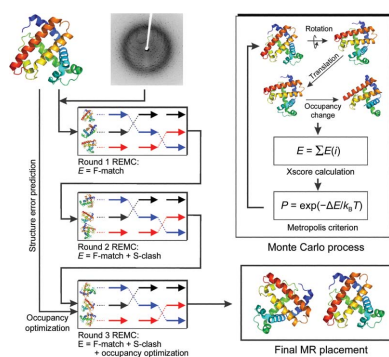 Structure error prediction
Round 1 REMC:
E = F-match
Round 2 REMC:
E = F-match + S-clash
Occupancy
optimization
Round 3 REMC:
E = F-match + S-clash
+ occupancy optimization
Rotation
Translation
Occupancy
change
E = ∑E(i)
Xscore calculation
P = exp(−ΔE/kBT)
Metropolis criterion
Monte Carlo process
Final MR placement